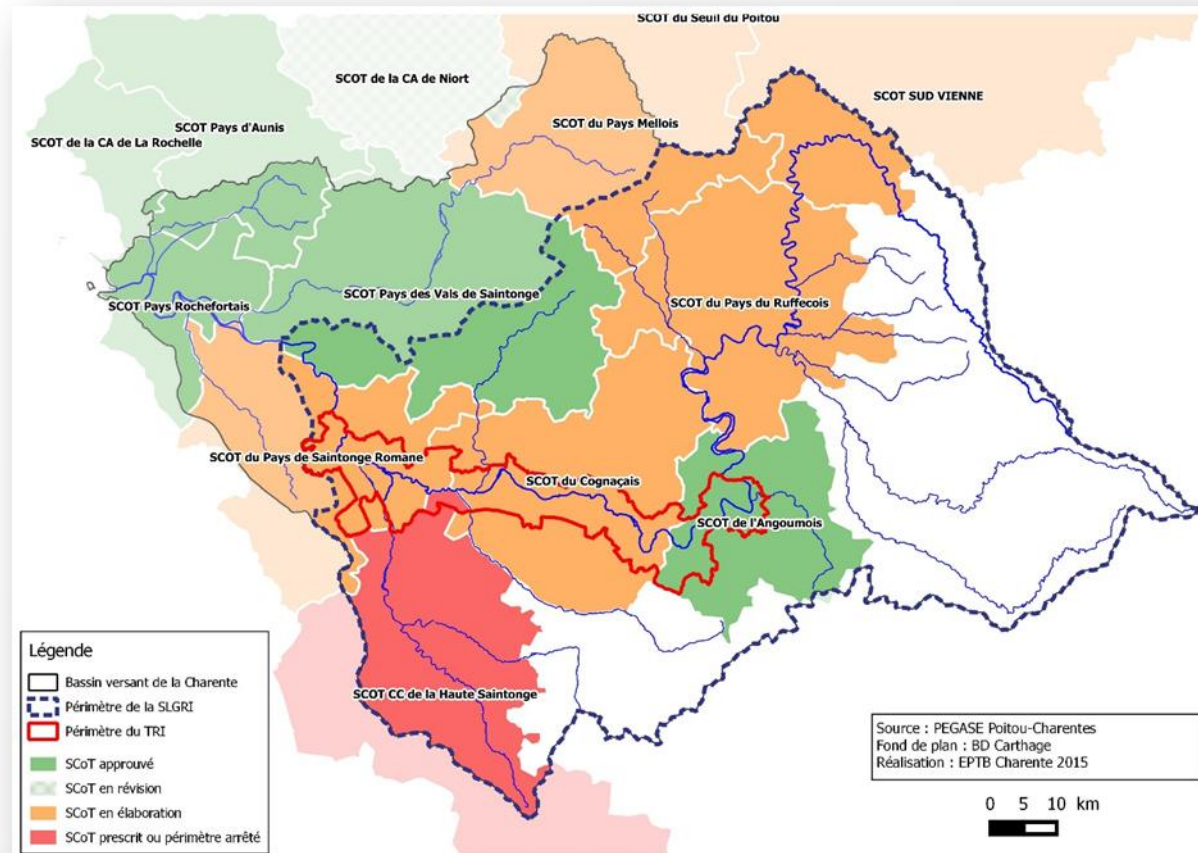 SCOT du Seuil du Poitou
SCOT de la CA de Niort
SCOT SUD VIENNE
SCOT du Pays Mellois
SCOT Pays d'Aunis
SCOT de la CA de La Rochelle
SCOT Pays des Vals de Saintonge
SCOT Pays Rochefortais
SCOT du Pays du Ruffecois
SCOT du Pays de Saintonge Romane
SCOT du Cognaçais
SCOT de l'Angoumois
SCOT CC de la Haute Saintonge
Légende
Bassin versant de la Charente
Périmètre de la SLGRI
Périmètre du TRI
SCoT approuvé
SCoT en révision
SCoT en élaboration
SCoT prescrit ou périmètre arrêté
Source : PEGASE Poitou-Charentes
Fond de plan : BD Carthage
Réalisation : EPTB Charente 2015
0 5 10 km